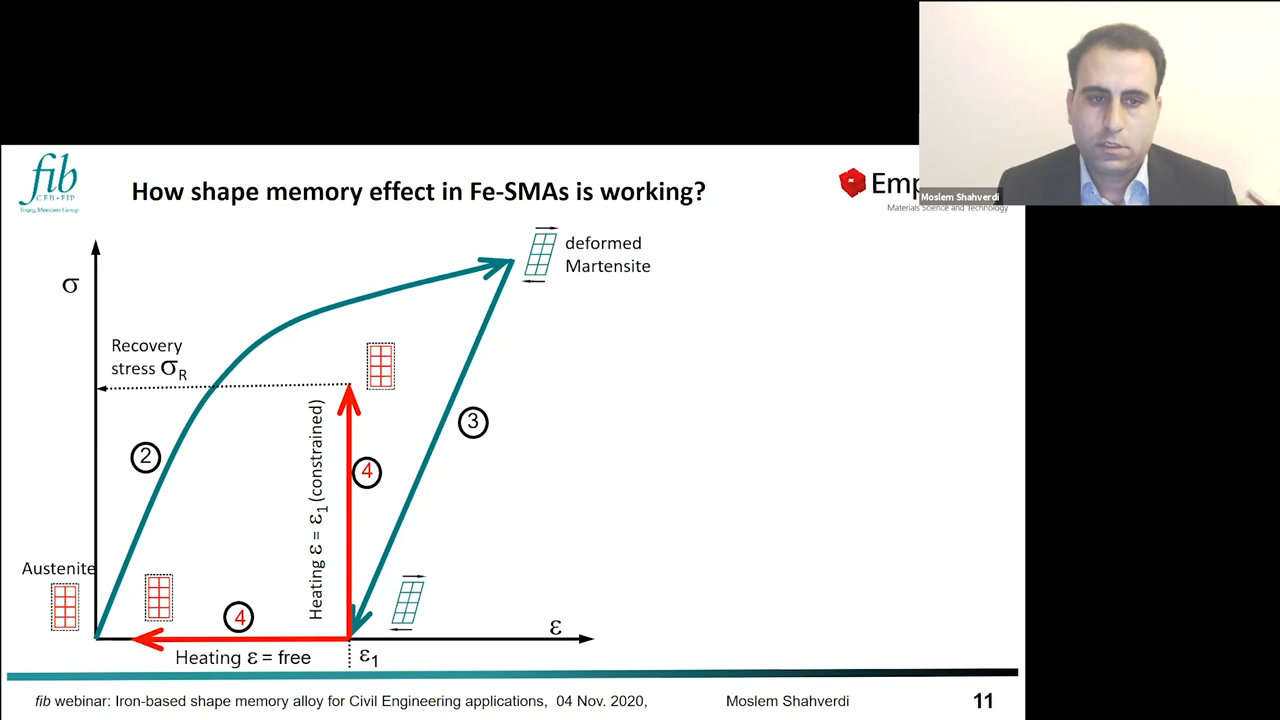 fib
CEB-FIP
Young Members Group
How shape memory effect in Fe-SMAs is working?
Materials Science and Technology
Moslem Shahverdi
deformed
Martensite
σ
Recovery
stress σR
3
2
4
Heating ε = ε1 (constrained)
Austenite
4
ε
Heating ε = free
ε1
fib webinar: Iron-based shape memory alloy for Civil Engineering applications, 04 Nov. 2020,
Moslem Shahverdi
11